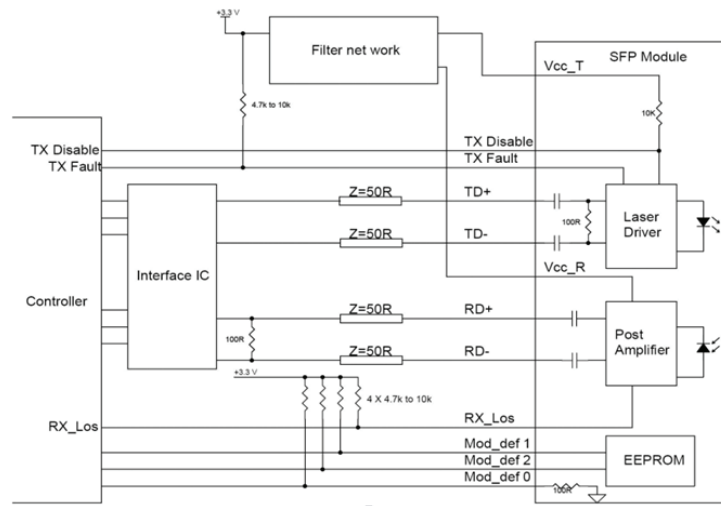 +3.3 V
Filter net work
SFP Module
Vcc_T
4.7k to 10k
10K
TX Disable
TX Disable
TX Fault
TX Fault
Z=50R
TD+
100R
Laser
Driver
Z=50R
TD-
Interface IC
Vcc_R
Controller
Z=50R
RD+
100R
Post
Amplifier
Z=50R
RD-
+3.3 V
4 X 4.7k to 10k
RX_Los
RX_Los
Mod_def 1
EEPROM
Mod_def 2
Mod_def 0
100R